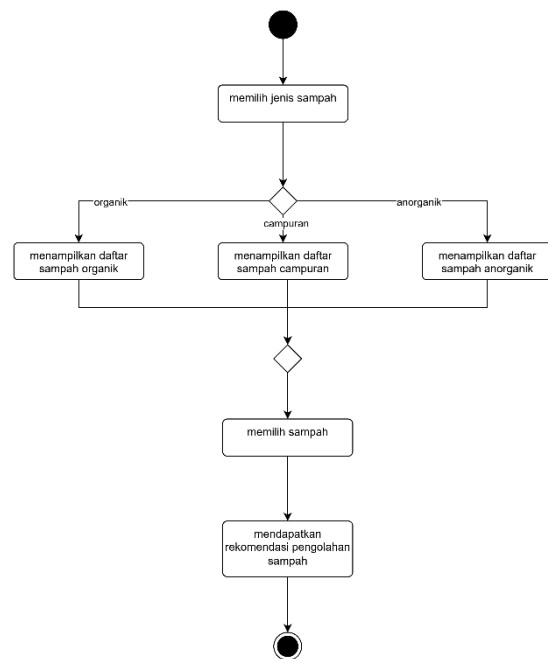 memilih jenis sampah
organik
campuran
anorganik
menampilkan daftar
sampah organik
menampilkan daftar
sampah campuran
menampilkan daftar
sampah anorganik
memilih sampah
mendapatkan
rekomendasi pengolahan
sampah